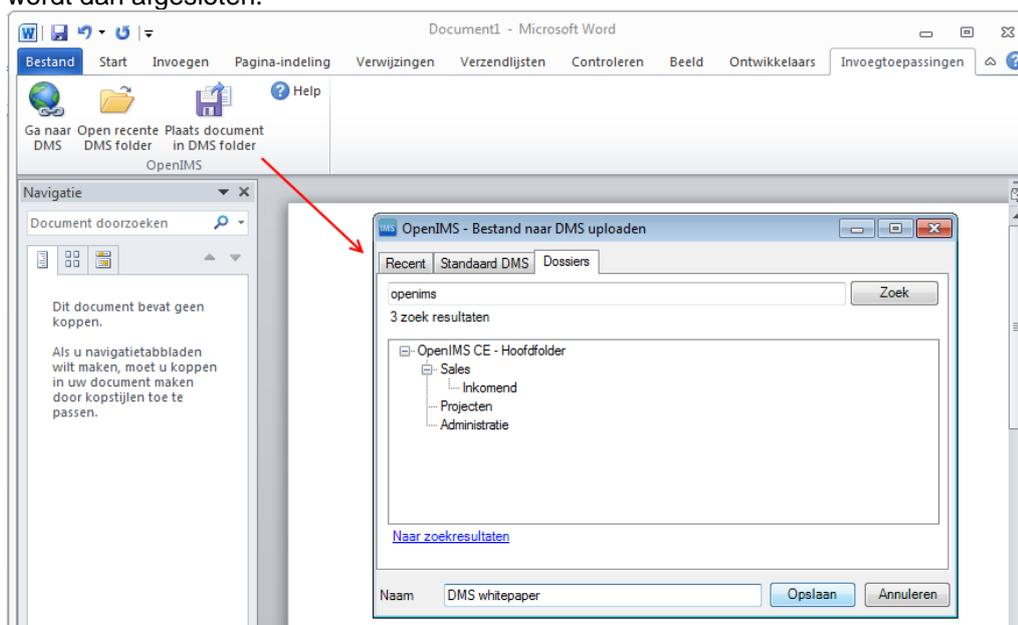 wordt dan afgesloten.
W
Document1 - Microsoft Word
Bestand Start Invoegen Pagina-indeling Verwijzingen Verzendlijsten Controleren Beeld Ontwikkelaars Invoegtoepassingen ?
Ga naar DMS
Open recente DMS folder
Plaats document in DMS folder
? Help
OpenIMS
Navigatie
Document doorzoeken
Dit document bevat geen
koppen.
Als u navigatietabbladen
wilt maken, moet u koppen
in uw document maken
door kopstijlen toe te
passen.
IMS OpenIMS - Bestand naar DMS uploaden
Recent Standaard DMS Dossiers
openims Zoek
3 zoek resultaten
OpenIMS CE - Hoofdfolder
Sales
Inkomend
Projecten
Administratie
Naar zoekresultaten
Naam DMS whitepaper Opslaan Annuleren